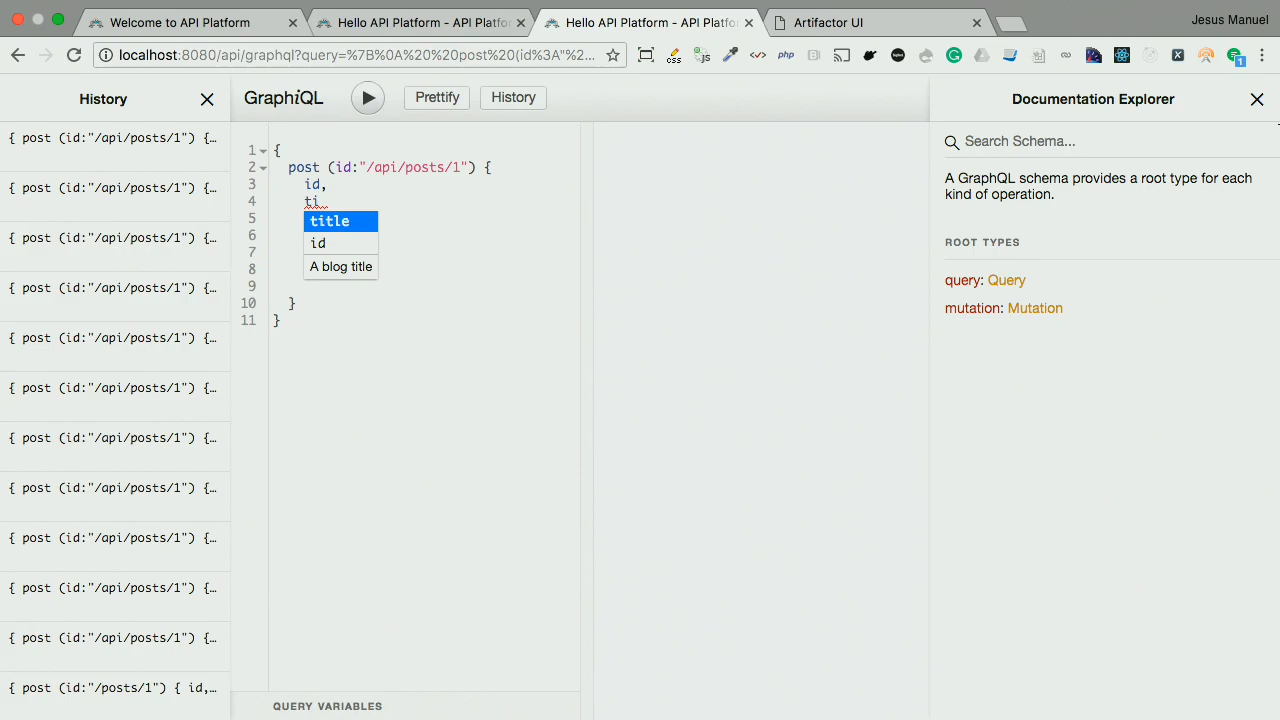 Welcome to API Platform
Hello API Platform - API Platfor
Hello API Platform - API Platfor
Artifactor UI
Jesus Manuel
localhost:8080/api/graphql?query=%7B%0A%20%20post%20(id%3A"%2...
php
JS
1
History
GraphiQL
Prettify
History
Documentation Explorer
{ post (id:"/api/posts/1") {…
{ post (id:"/api/posts/1") {…
{ post (id:"/api/posts/1") {…
{ post (id:"/api/posts/1") {…
{ post (id:"/api/posts/1") {…
{ post (id:"/api/posts/1") {…
{ post (id:"/api/posts/1") {…
{ post (id:"/api/posts/1") {…
{ post (id:"/api/posts/1") {…
{ post (id:"/api/posts/1") {…
{ post (id:"/api/posts/1") {…
{ post (id:"/posts/1") { id,…
1 {
2 post (id:"/api/posts/1") {
3 id,
4 ti
5
6
7
8
9
10 }
11 }
title
id
A blog title
QUERY VARIABLES
Search Schema...
A GraphQL schema provides a root type for each
kind of operation.
ROOT TYPES
query: Query
mutation: Mutation